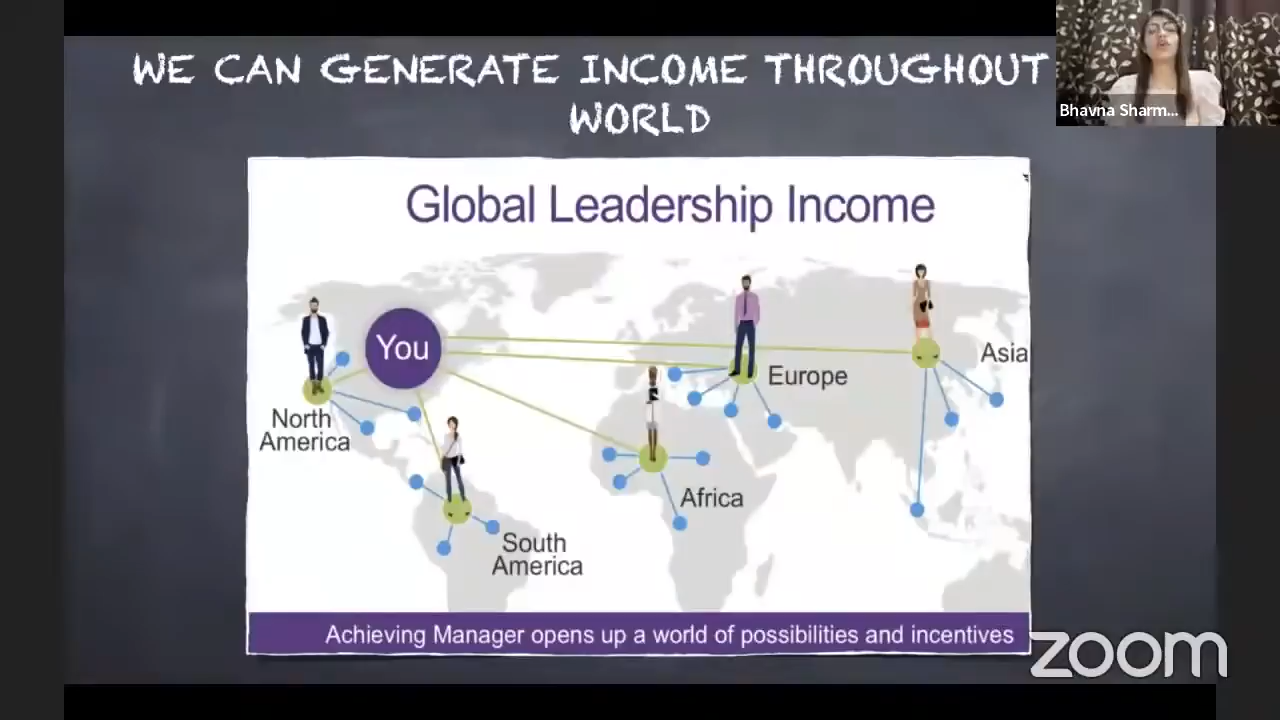 WE CAN GENERATE INCOME THROUGHOUT
WORLD
Bhavna Sharm...
Global Leadership Income
You
Asia
Europe
North
America
Africa
South
America
Achieving Manager opens up a world of possibilities and incentives
zoom